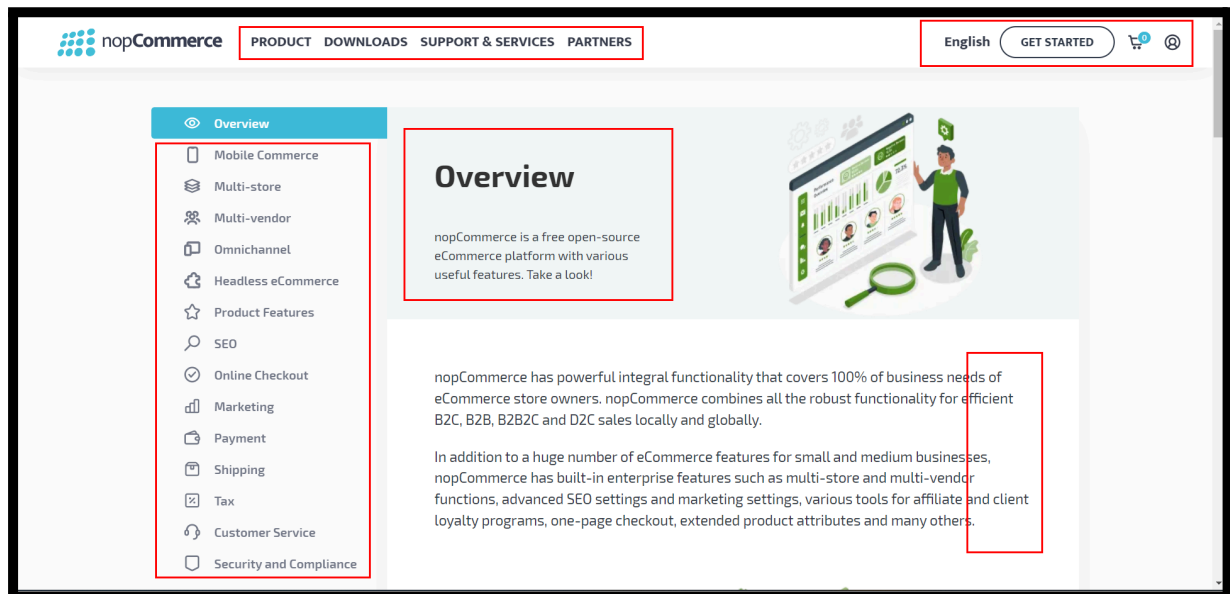 nopCommerce PRODUCT DOWNLOADS SUPPORT & SERVICES PARTNERS English GET STARTED 0
Overview
Mobile Commerce
Multi-store
Multi-vendor
Omnichannel
Headless eCommerce
Product Features
SEO
Online Checkout
Marketing
Payment
Shipping
Tax
Customer Service
Security and Compliance
Overview
nopCommerce is a free open-source
eCommerce platform with various
useful features. Take a look!
nopCommerce has powerful integral functionality that covers 100% of business needs of
eCommerce store owners. nopCommerce combines all the robust functionality for efficient
B2C, B2B, B2B2C and D2C sales locally and globally.
In addition to a huge number of eCommerce features for small and medium businesses,
nopCommerce has built-in enterprise features such as multi-store and multi-vendor
functions, advanced SEO settings and marketing settings, various tools for affiliate and client
loyalty programs, one-page checkout, extended product attributes and many others.